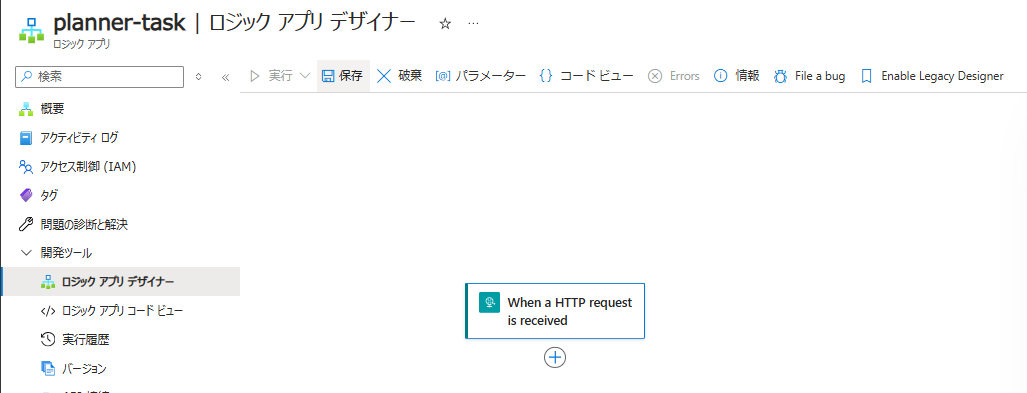 planner-task | ロジック アプリ デザイナー ☆ …
ロジック アプリ
検索
«
実行
保存
破棄
[@] パラメーター
{} コード ビュー
Errors
情報
File a bug
Enable Legacy Designer
概要
アクティビティ ログ
アクセス制御 (IAM)
タグ
問題の診断と解決
開発ツール
ロジック アプリ デザイナー
</> ロジック アプリ コード ビュー
実行履歴
バージョン
When a HTTP request
is received